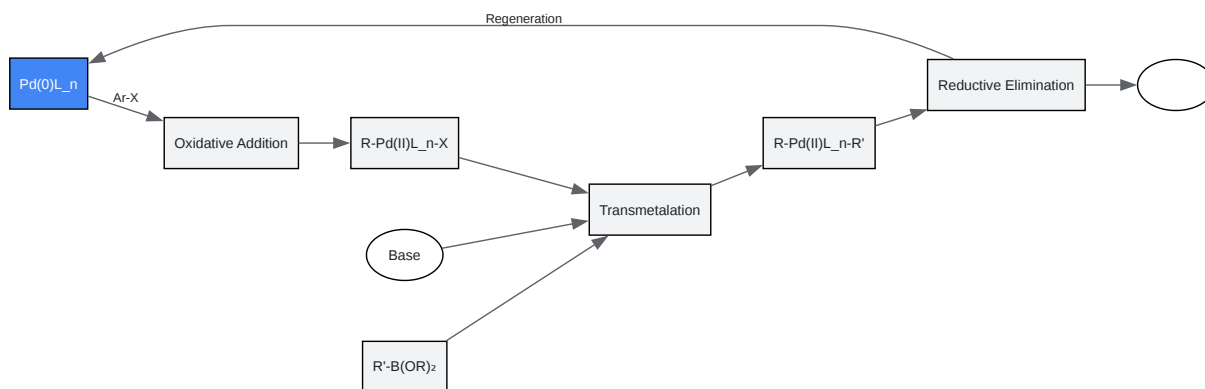 Regeneration
Pd(0)L_n
Ar-X
Oxidative Addition
R-Pd(II)L_n-X
Base
R'-B(OR)₂
Transmetalation
R-Pd(II)L_n-R'
Reductive Elimination